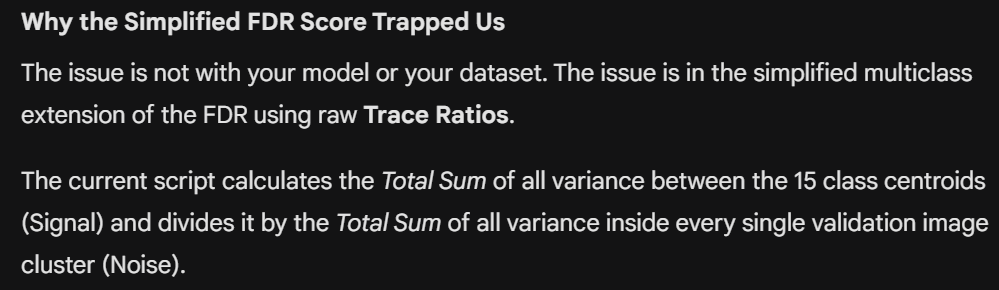 Why the Simplified FDR Score Trapped Us
The issue is not with your model or your dataset. The issue is in the simplified multiclass
extension of the FDR using raw Trace Ratios.
The current script calculates the Total Sum of all variance between the 15 class centroids
(Signal) and divides it by the Total Sum of all variance inside every single validation image
cluster (Noise).